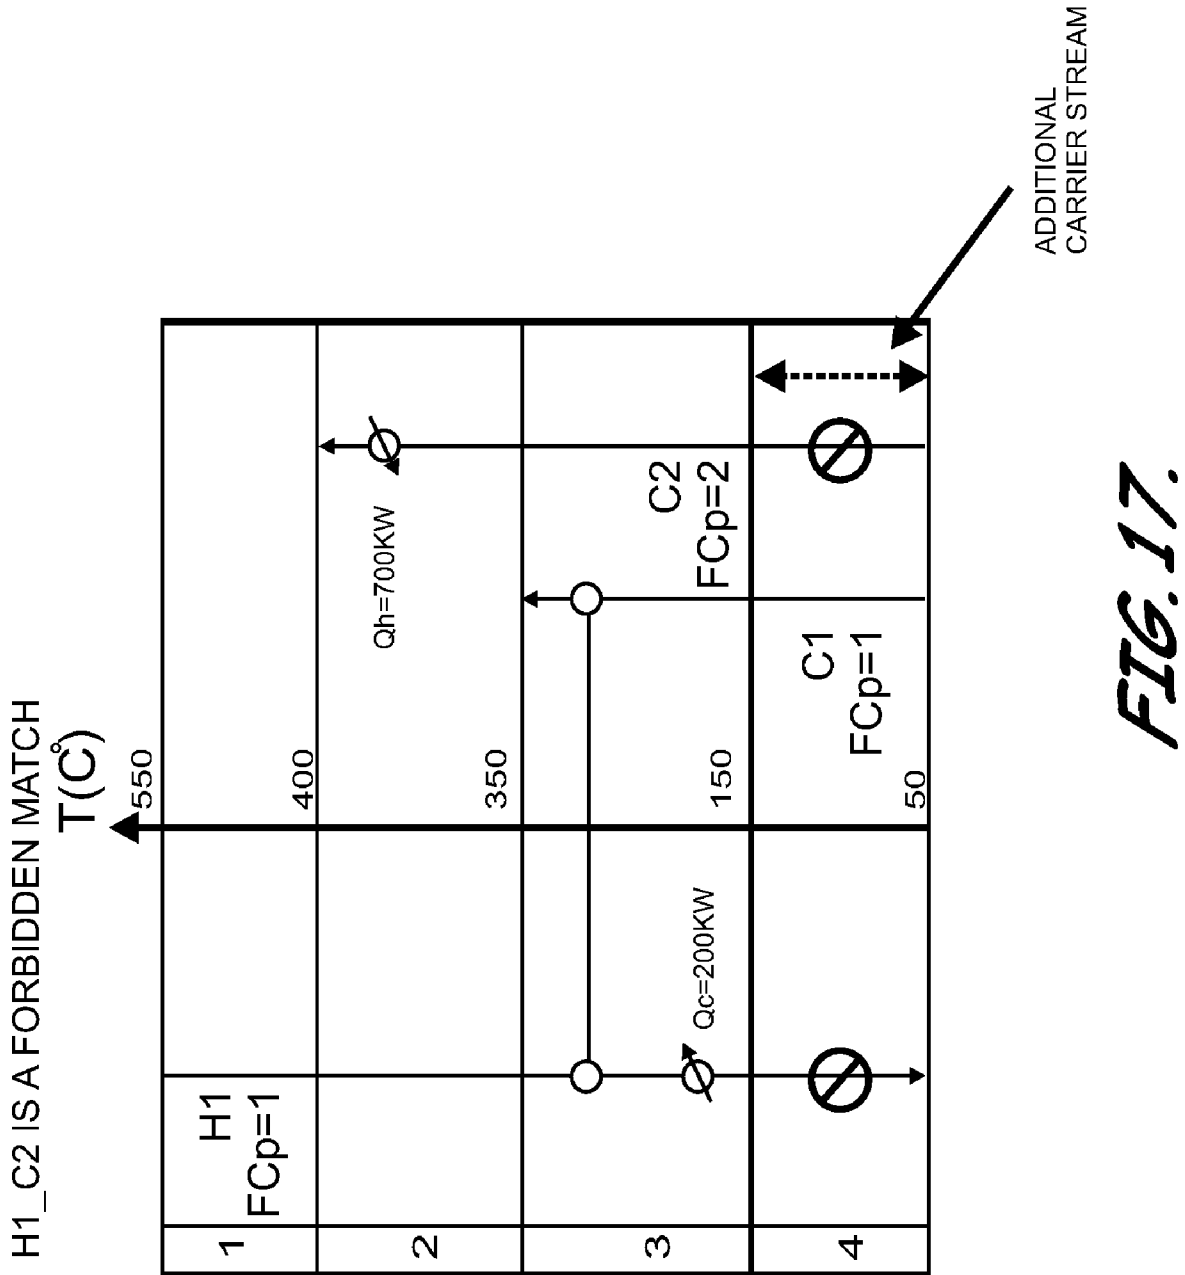 H1_C2 IS A FORBIDDEN MATCH
T(C°)
550
1
H1
FCp=1
400
2
Qh=700KW
350
3
Qc=200KW
C2
FCp=2
150
4
C1
FCp=1
50
ADDITIONAL
CARRIER STREAM
FIG. 17.